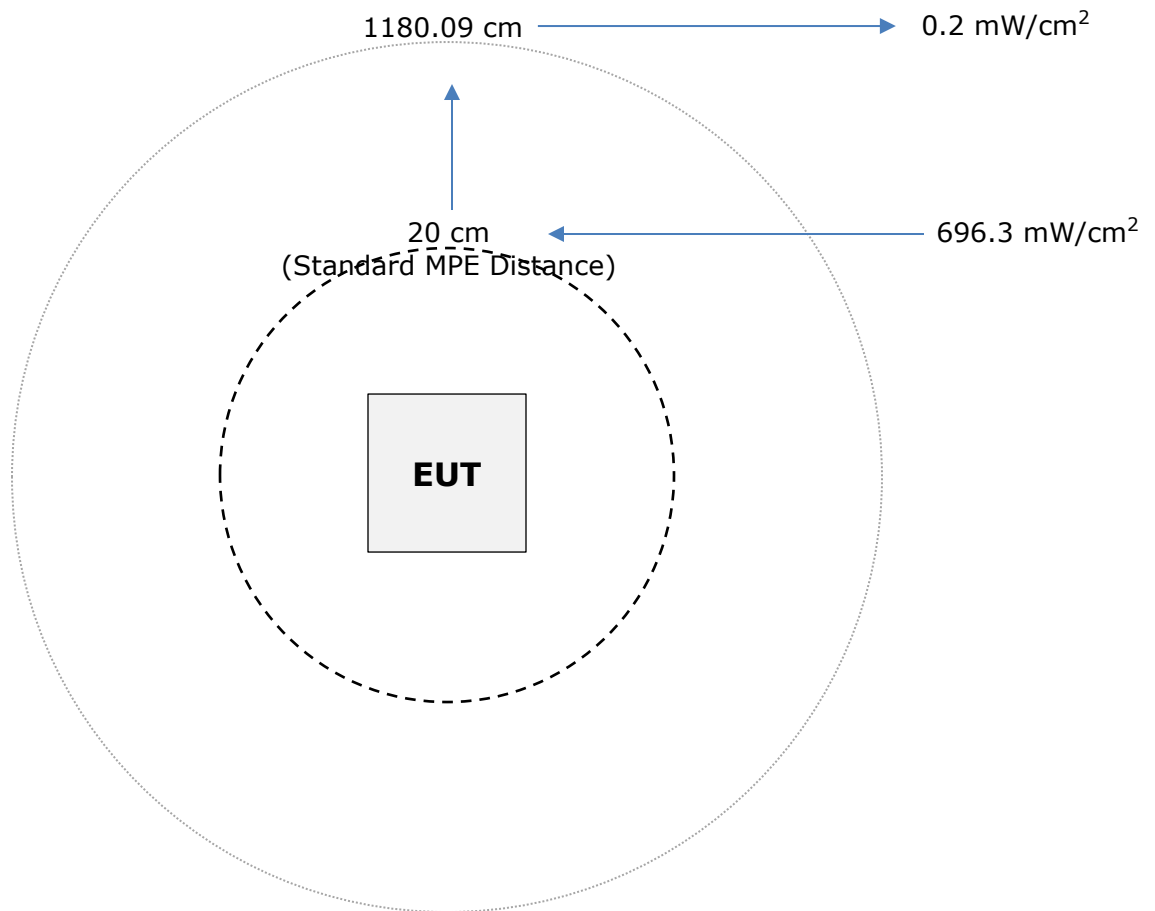 1180.09 cm
0.2 mW/cm²
20 cm
696.3 mW/cm²
(Standard MPE Distance)
EUT